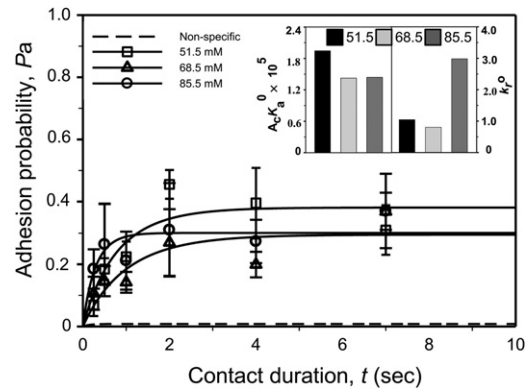 Non-specific
51.5 mM
68.5 mM
85.5 mM
51.5 68.5 85.5
2.4
1.8
1.2
0.6
0
AcKa⁰ × 10⁵
4.0
3.0
2.0
1.0
0.0
kr⁰
0.8
0.6
0.4
0.2
0
Adhesion probability, Pa
0 2 4 6 8 10
Contact duration, t (sec)